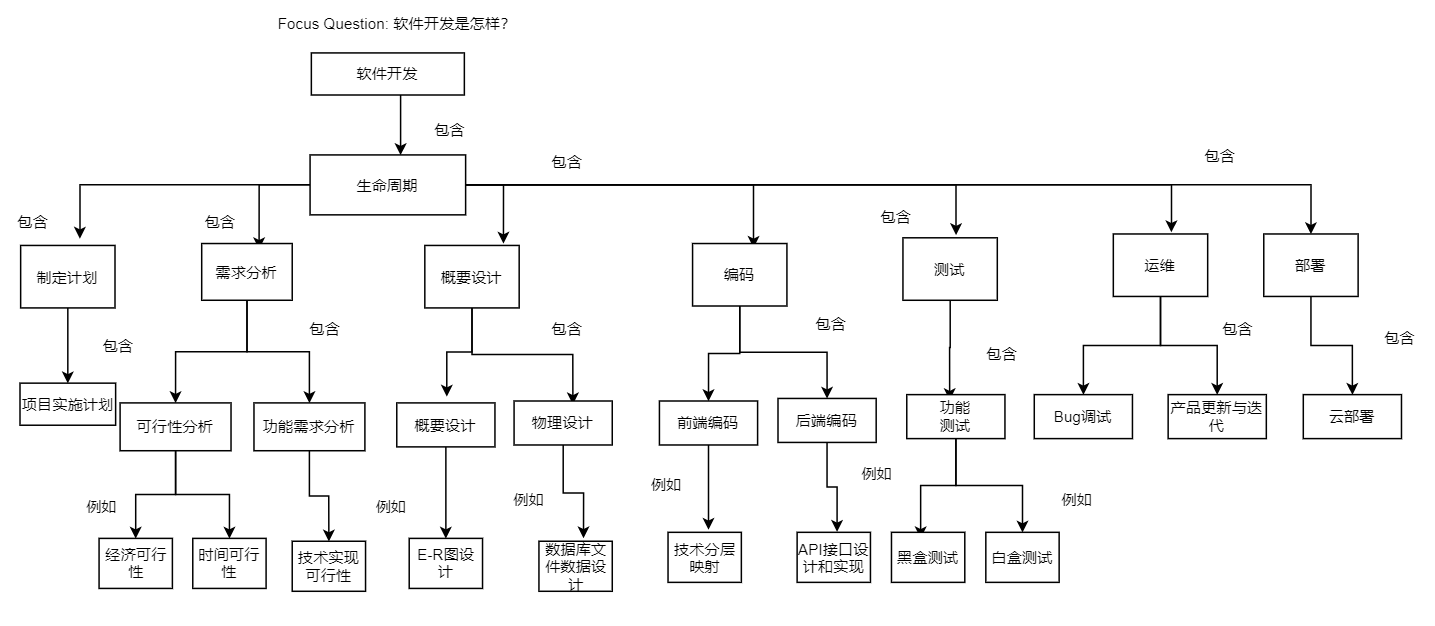 Focus Question: 软件开发是怎样?
软件开发
包含
包含
包含
生命周期
包含
包含
包含
制定计划
需求分析
概要设计
编码
测试
运维
部署
包含
包含
包含
包含
包含
包含
包含
项目实施计划
可行性分析
功能需求分析
概要设计
物理设计
前端编码
后端编码
功能
测试
Bug调试
产品更新与迭
代
云部署
例如
例如
例如
例如
例如
例如
经济可行
性
时间可行
性
技术实现
可行性
E-R图设
计
数据库文
件数据设
计
技术分层
映射
API接口设
计和实现
黑盒测试
白盒测试